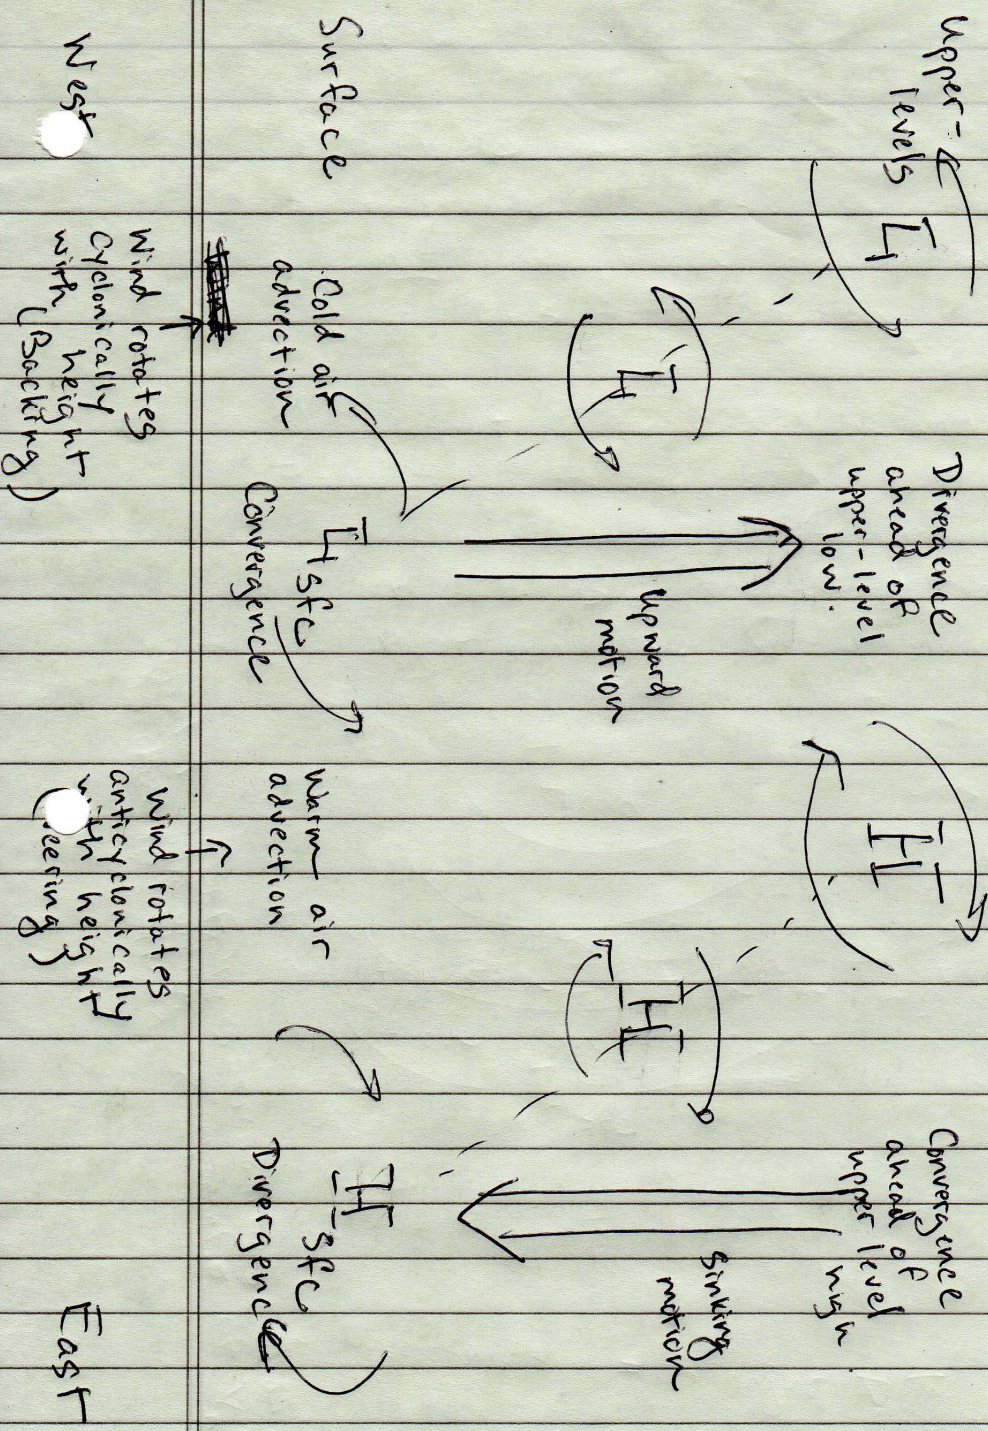 Upper-
levels
L
Divergence
ahead of
upper-level
low.
H
Convergence
ahead of
upper level
high
L
Upward
motion
H
Sinking
motion
Surface
Cold air
advection
L sfc
Convergence
Warm air
advection
H sfc
Divergence
West
Wind rotates
cyclonically
with height
(Backing)
Wind rotates
anticyclonically
with height
(Veering)
East